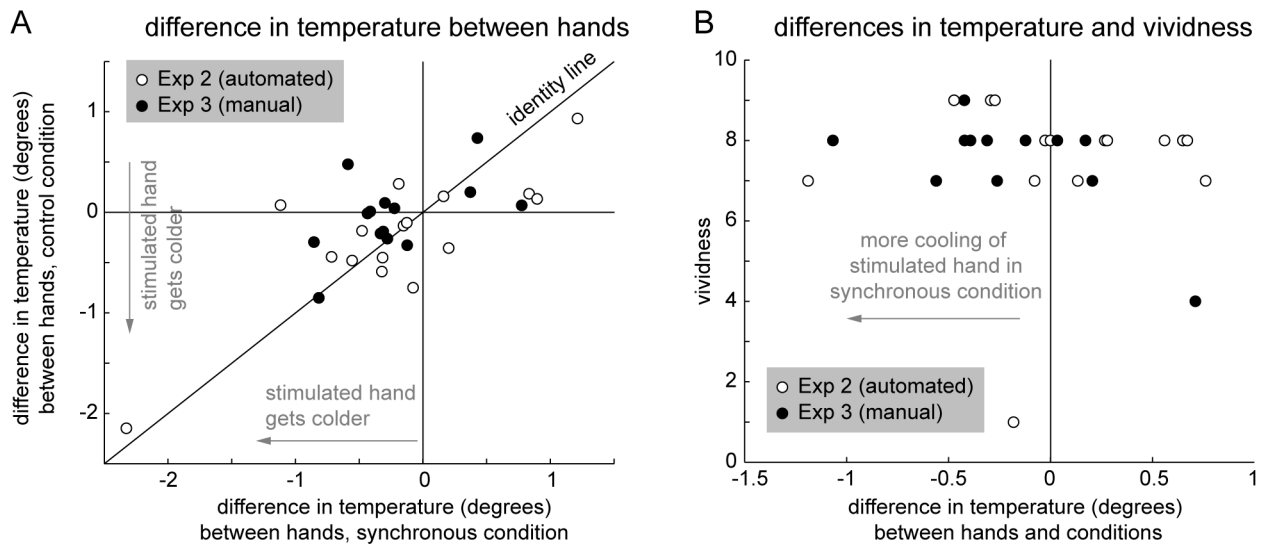 A
difference in temperature between hands
Exp 2 (automated)
Exp 3 (manual)
identity line
1
0
-1
-2
difference in temperature (degrees)
between hands, control condition
stimulated hand
gets colder
stimulated hand
gets colder
-2
-1
0
1
difference in temperature (degrees)
between hands, synchronous condition
B
differences in temperature and vividness
10
8
6
4
2
0
vividness
more cooling of
stimulated hand in
synchronous condition
Exp 2 (automated)
Exp 3 (manual)
-1.5
-1
-0.5
0
0.5
1
difference in temperature (degrees)
between hands and conditions